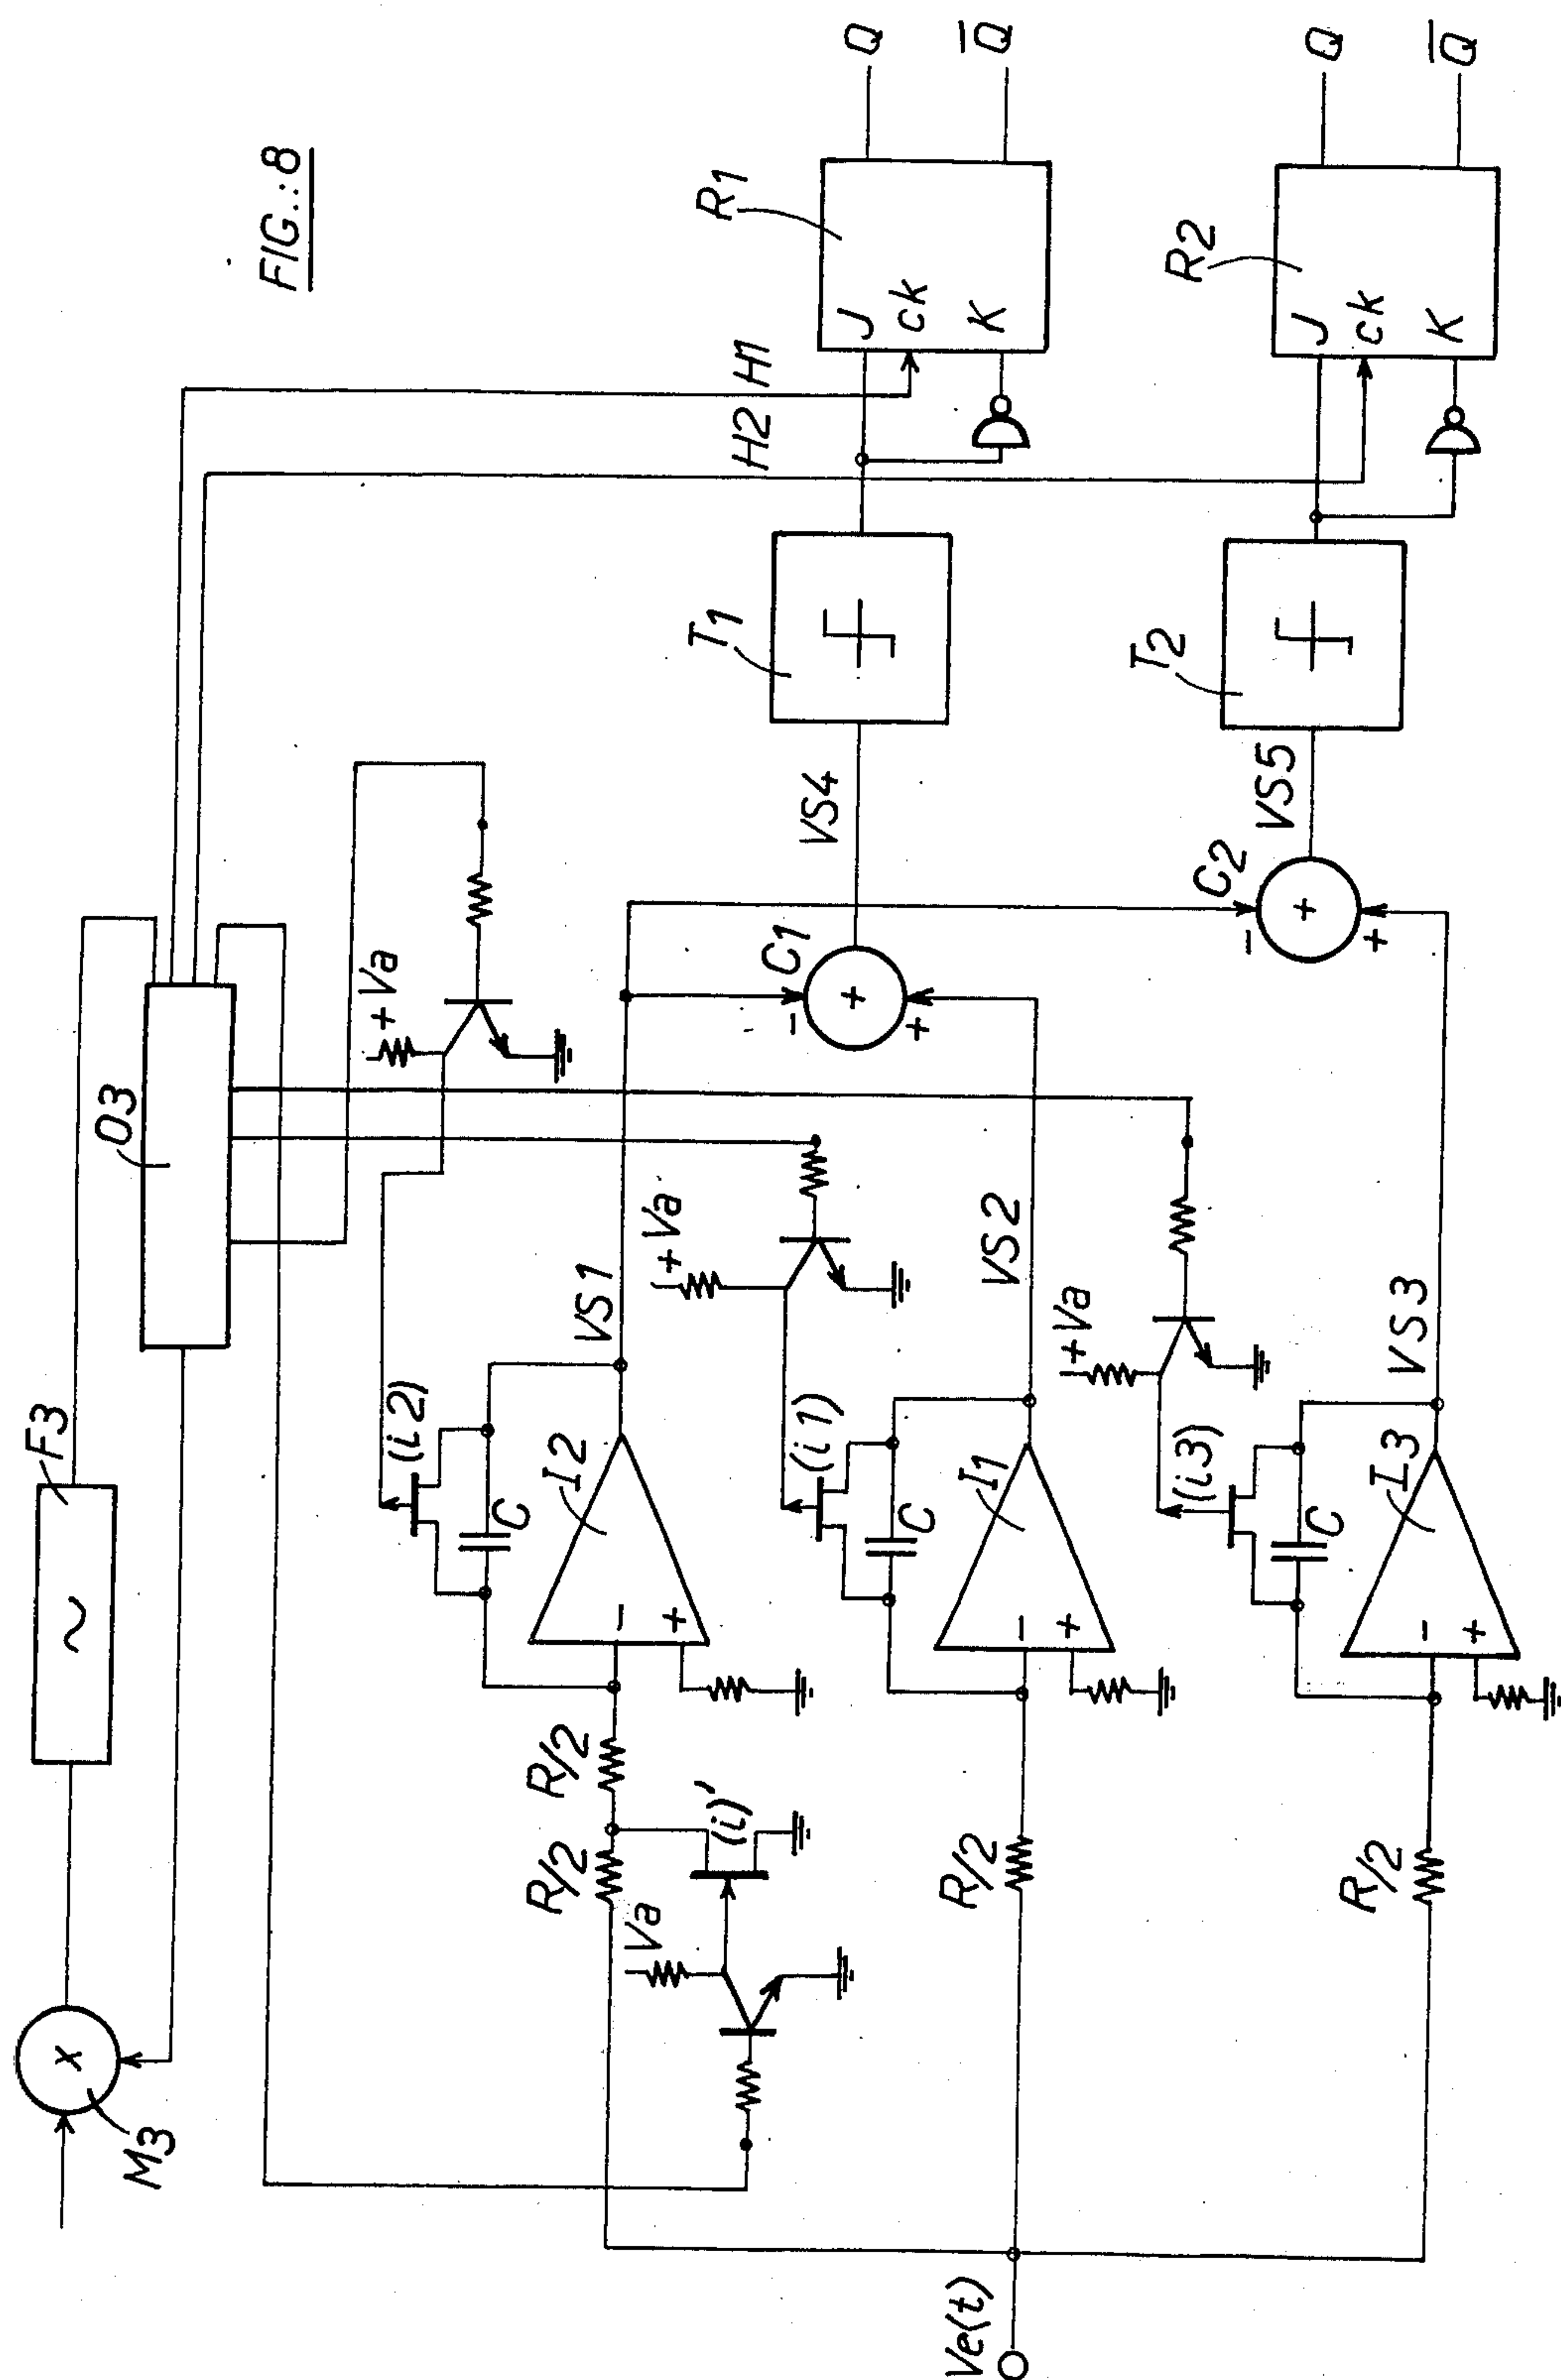 FIG.:8
M3
X
F3
~
O3
Ve(t)
R/2
R/2
Va
(i)'
-
+
I2
C
(i2)
VS1
+Va
R/2
-
+
I1
C
(i1)
VS2
+Va
R/2
-
+
I3
C
(i3)
VS3
+Va
C1
-
+
+
VS4
C2
-
+
+
VS5
T1
T2
H2
H1
R1
J
ck
K
Q
Q̅
R2
J
ck
K
Q
Q̅